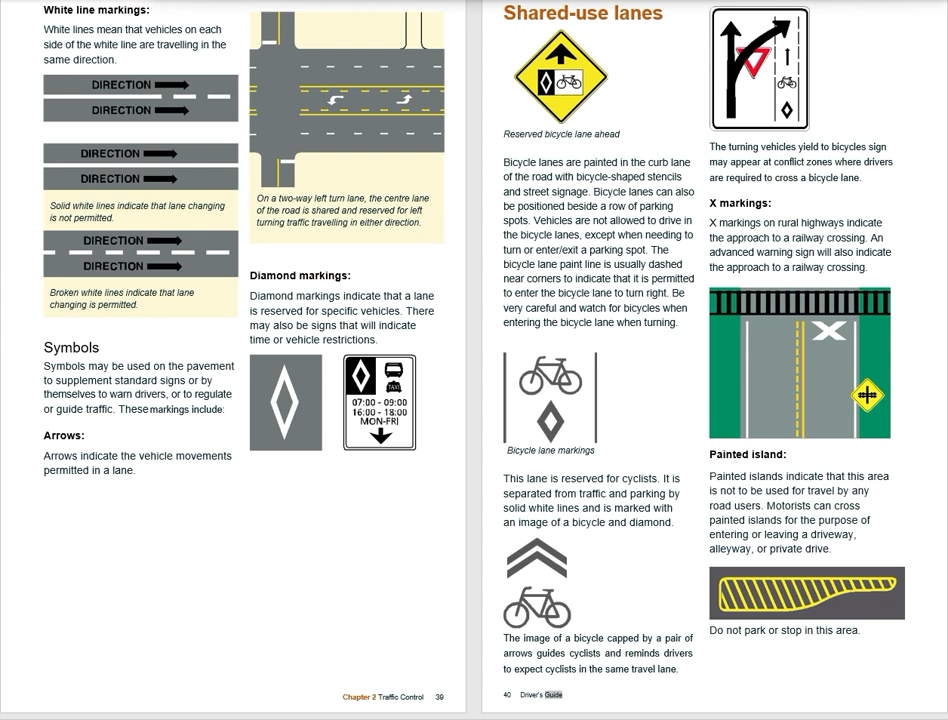 White line markings:
White lines mean that vehicles on each
side of the white line are travelling in the
same direction.
DIRECTION
DIRECTION
DIRECTION
DIRECTION
Solid white lines indicate that lane changing
is not permitted.
DIRECTION
DIRECTION
Broken white lines indicate that lane
changing is permitted.
Symbols
Symbols may be used on the pavement
to supplement standard signs or by
themselves to warn drivers, or to regulate
or guide traffic. These markings include:
Arrows:
Arrows indicate the vehicle movements
permitted in a lane.
On a two-way left turn lane, the centre lane
of the road is shared and reserved for left
turning traffic travelling in either direction.
Diamond markings:
Diamond markings indicate that a lane
is reserved for specific vehicles. There
may also be signs that will indicate
time or vehicle restrictions.
TAXI
07:00 - 09:00
16:00 - 18:00
MON-FRI
Chapter 2 Traffic Control 39
Shared-use lanes
Reserved bicycle lane ahead
Bicycle lanes are painted in the curb lane
of the road with bicycle-shaped stencils
and street signage. Bicycle lanes can also
be positioned beside a row of parking
spots. Vehicles are not allowed to drive in
the bicycle lanes, except when needing to
turn or enter/exit a parking spot. The
bicycle lane paint line is usually dashed
near corners to indicate that it is permitted
to enter the bicycle lane to turn right. Be
very careful and watch for bicycles when
entering the bicycle lane when turning.
Bicycle lane markings
This lane is reserved for cyclists. It is
separated from traffic and parking by
solid white lines and is marked with
an image of a bicycle and diamond.
The image of a bicycle capped by a pair of
arrows guides cyclists and reminds drivers
to expect cyclists in the same travel lane.
The turning vehicles yield to bicycles sign
may appear at conflict zones where drivers
are required to cross a bicycle lane.
X markings:
X markings on rural highways indicate
the approach to a railway crossing. An
advanced warning sign will also indicate
the approach to a railway crossing.
X
Painted island:
Painted islands indicate that this area
is not to be used for travel by any
road users. Motorists can cross
painted islands for the purpose of
entering or leaving a driveway,
alleyway, or private drive.
Do not park or stop in this area.
40 Driver's Guide